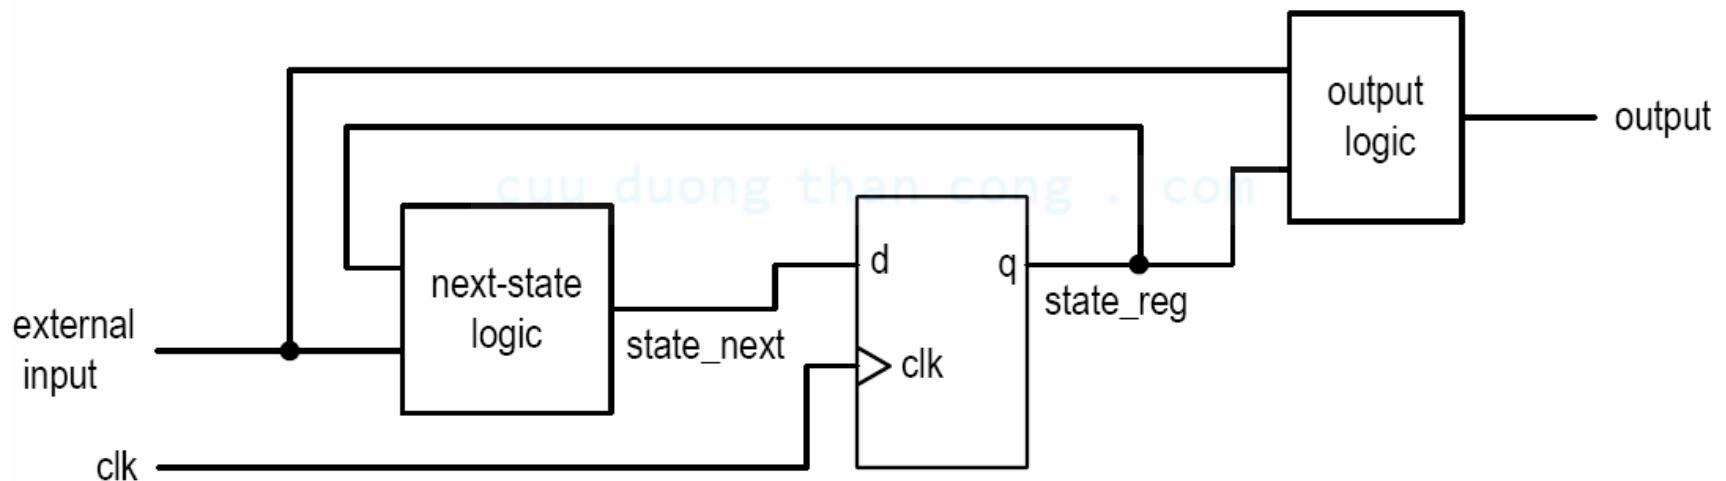 output
logic
output
cuu duong than cong . com
d
q
next-state
logic
state_reg
external
input
state_next
clk
clk